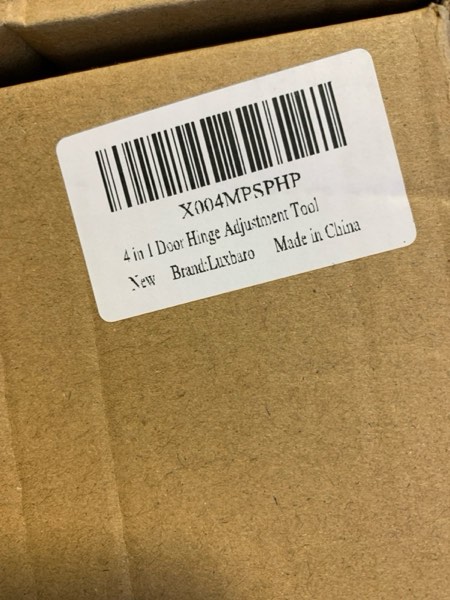 X004MPSPHP
4 in 1 Door Hinge Adjustment Tool
New Brand:Luxbaro Made in China